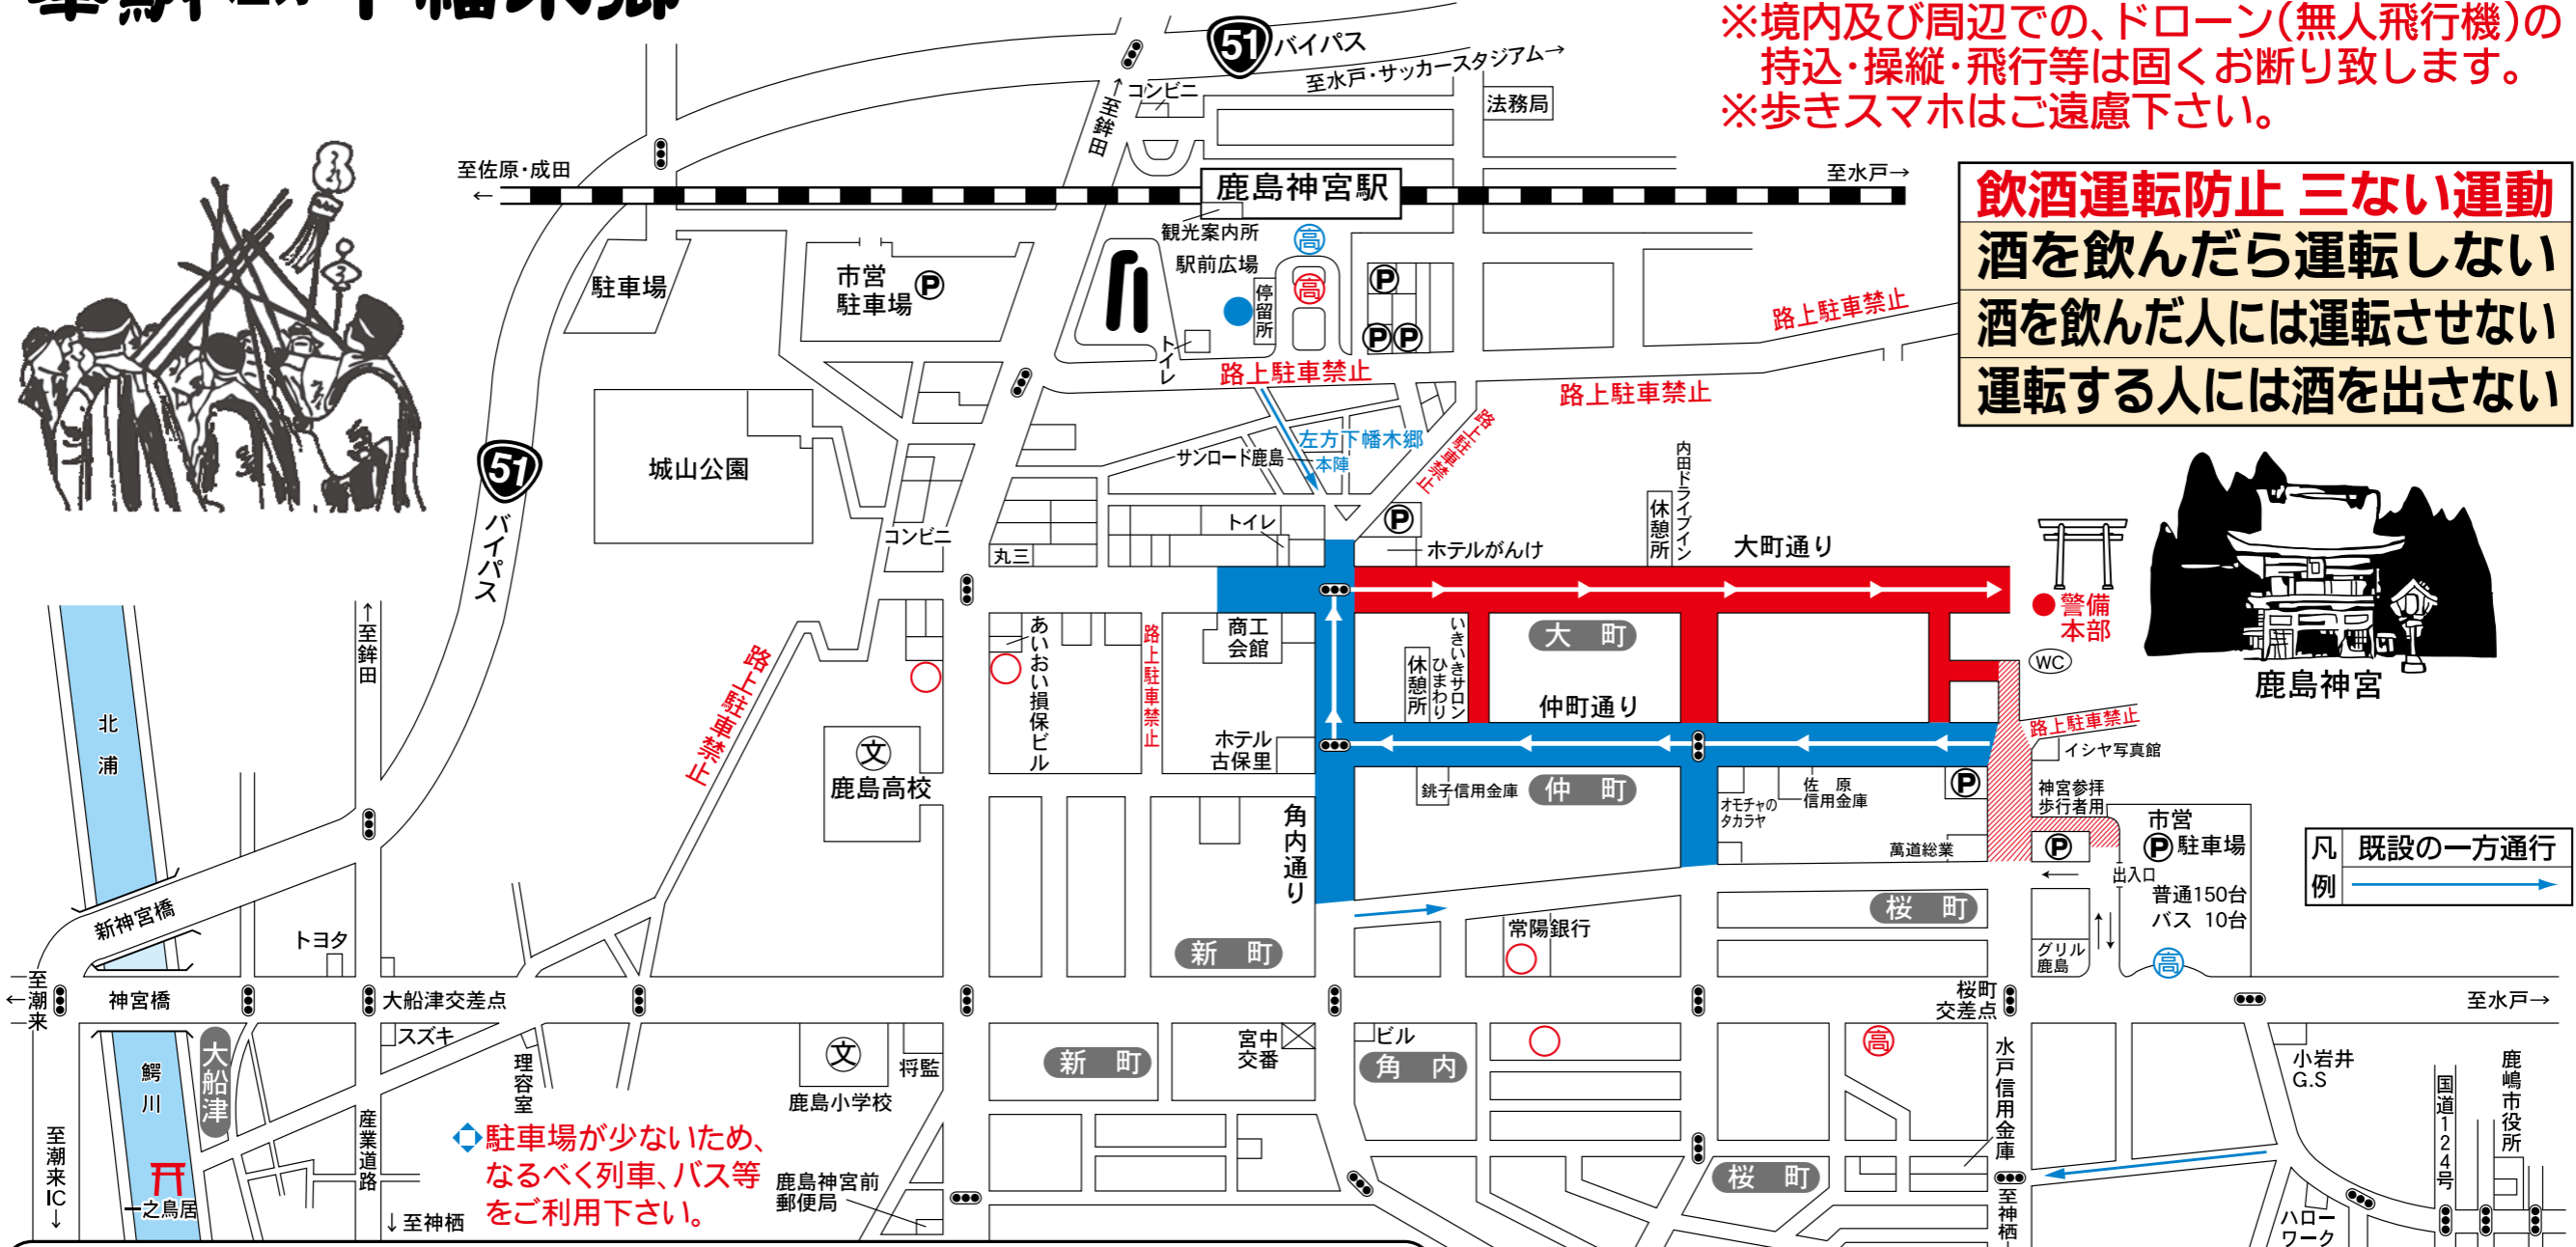 ※境内及び周辺での、ドローン(無人飛行機)の
持込・操縦・飛行等は固くお断り致します。
※歩きスマホはご遠慮下さい。
51
バイパス
至水戸・サッカースタジアム→
コンビニ
←至鉾田
法務局
至佐原・成田
←
鹿島神宮駅
至水戸→
飲酒運転防止 三ない運動
酒を飲んだら運転しない
酒を飲んだ人には運転させない
運転する人には酒を出さない
観光案内所
高
駅前広場
停留所
高
駐車場
市営
駐車場
P
P
P
P
トイレ
路上駐車禁止
路上駐車禁止
路上駐車禁止
路上駐車禁止
左方下幡木郷
本陣
サンロード鹿島
城山公園
51
バイパス
コンビニ
丸三
トイレ
P
ホテルがんけ
休憩所
内田ドライブイン
大町通り
警備
本部
WC
鹿島神宮
←至鉾田
北浦
路上駐車禁止
あいおい損保ビル
路上駐車禁止
商工
会館
いきいきサロン
ひまわり
休憩所
大町
仲町通り
路上駐車禁止
イシヤ写真館
文
鹿島高校
ホテル
古保里
角内通り
銚子信用金庫
仲町
オモチャの
タカラヤ
佐原
信用金庫
P
萬道総業
神宮参拝
歩行者用
市営
P
駐車場
P
←
出入口
普通150台
バス 10台
凡例
既設の一方通行
新神宮橋
トヨタ
新町
常陽銀行
桜町
グリル
鹿島
高
←至潮来
神宮橋
大船津交差点
桜町
交差点
至水戸→
大船津
スズキ
理容室
文
鹿島小学校
将監
新町
宮中
交番
ビル
角内
高
水戸信用金庫
小岩井
G.S
国道124号
鹿嶋市役所
鰐川
一之鳥居
至潮来IC→
産業道路
↓至神栖
駐車場が少ないため、
なるべく列車、バス等
をご利用下さい。
鹿島神宮前
郵便局
桜町
至神栖
ハロー
ワーク